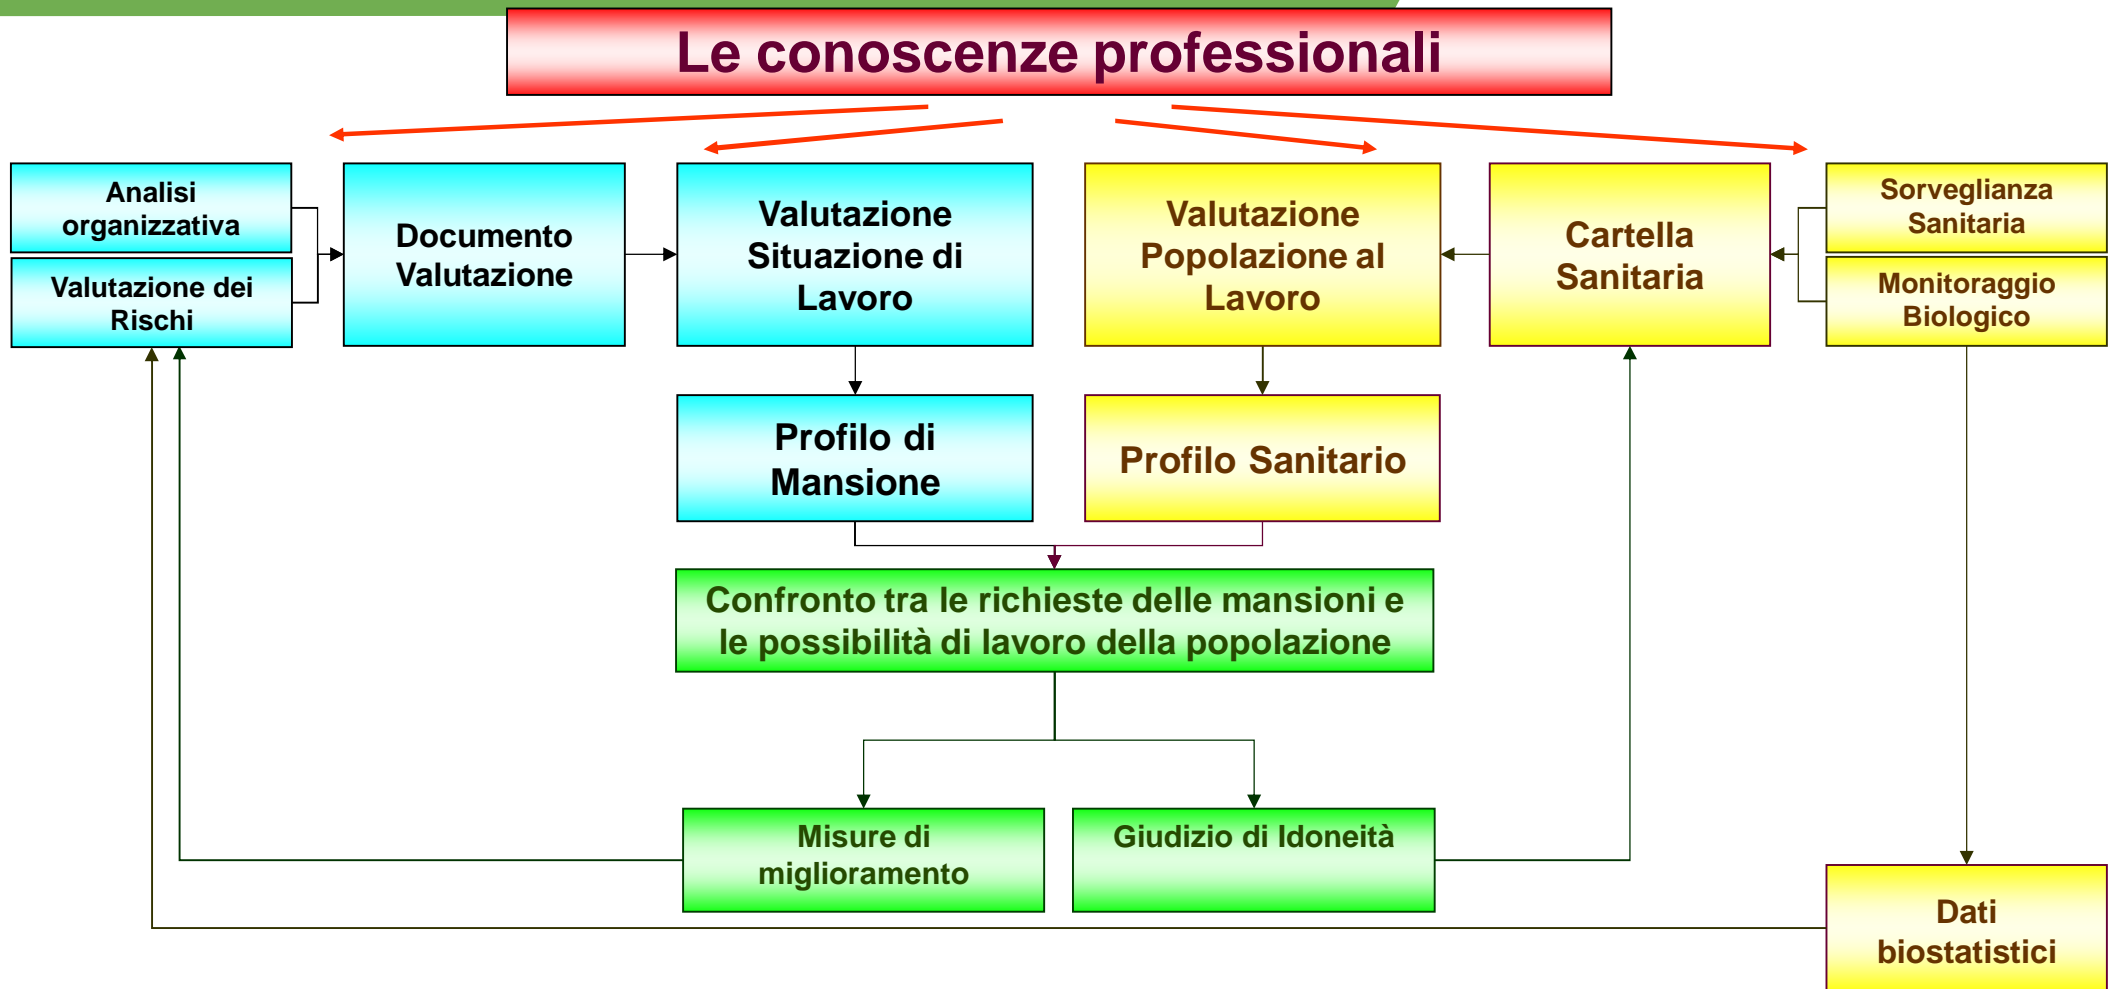 Le conoscenze professionali
Analisi
organizzativa
Valutazione dei
Rischi
Documento
Valutazione
Valutazione
Situazione di
Lavoro
Valutazione
Popolazione al
Lavoro
Cartella
Sanitaria
Sorveglianza
Sanitaria
Monitoraggio
Biologico
Profilo di
Mansione
Profilo Sanitario
Confronto tra le richieste delle mansioni e
le possibilità di lavoro della popolazione
Misure di
miglioramento
Giudizio di Idoneità
Dati
biostatistici